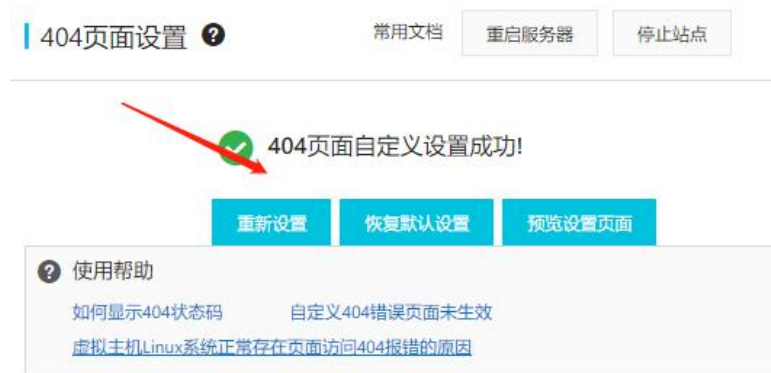 404页面设置 常用文档 重启服务器 停止站点
404页面自定义设置成功!
重新设置 恢复默认设置 预览设置页面
使用帮助
如何显示404状态码 自定义404错误页面未生效
虚拟主机Linux系统正常存在页面访问404报错的原因